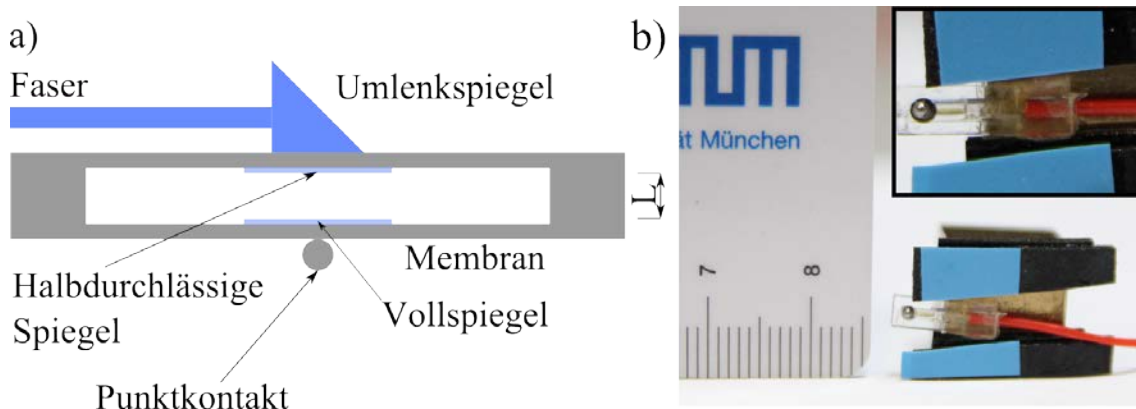 a)
Faser
Umlenkspiegel
L
Halbdurchlässige
Spiegel
Membran
Vollspiegel
Punktkontakt
b)
ät München
7 8